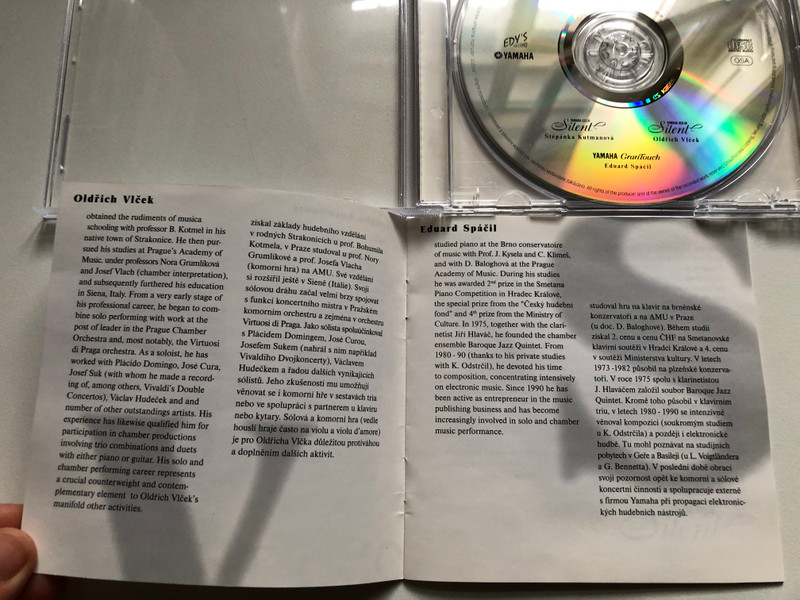 EDY'S
YAMAHA
COMPACT
OSA
YAMAHA VIOLIN
Silent
Štěpánka Kutmanová
YAMAHA VIOLIN
Silent
Oldřich Vlček
YAMAHA GranTouch
Eduard Spáčil
All rights of the producer and of the owner of the recorded work reserved.
Oldřich Vlček
obtained the rudiments of musica
schooling with professor B. Kotmel in his
native town of Strakonice. He then pur-
sued his studies at Prague's Academy of
Music, under professors Nora Grumlíková
and Josef Vlach (chamber interpretation),
and subsequently furthered his education
in Siena, Italy. From a very early stage of
his professional career, he began to com-
bine solo performing with work at the
post of leader in the Prague Chamber
Orchestra and, most notably, the Virtuosi
di Praga orchestra. As a soloist, he has
worked with Plácido Domingo, José Cura,
Josef Suk (with whom he made a record-
ing of, among others, Vivaldi's Double
Concertos), Václav Hudeček and and
number of other outstanding artists. His
experience has likewise qualified him for
participation in chamber productions
involving trio combinations and duets
with either piano or guitar. His solo and
chamber performing career represents
a crucial counterweight and contem-
plementary element to Oldřich Vlček's
manifold other activities.
získal základy hudebního vzdělání
v rodných Strakonicích u prof. Bohumila
Kotmela, v Praze studoval u prof. Nory
Grumlíkové a prof. Josefa Vlacha
(komorní hra) na AMU. Své vzdělání
si rozšířil ještě v Sieně (Itálie). Svoji
sólovou dráhu začal velmi brzy spojovat
s funkcí koncertního mistra v Pražském
komorním orchestru a zejména v orchestru
Virtuosi di Praga. Jako sólista spoluúčinkoval
s Plácidem Domingem, José Curou,
Josefem Sukem (nahrál s ním například
Vivaldiho Dvojkoncerty), Václavem
Hudečkem a řadou dalších vynikajících
sólistů. Jeho zkušenosti mu umožňují
věnovat se i komorní hře v sestavách tria
nebo ve spolupráci s partnerem u klavíru
nebo kytary. Sólová a komorní hra (vedle
houslí hraje často na violu a violu d'amore)
je pro Oldřicha Vlčka důležitou protiváhou
a doplněním dalších aktivit.
Eduard Spáčil
studied piano at the Brno conservatoire
of music with Prof. J. Kysela and C. Klimeš,
and with D. Baloghová at the Prague
Academy of Music. During his studies
he was awarded 2nd prize in the Smetana
Piano Competition in Hradec Králové,
the special prize from the "Český hudební
fond" and 4th prize from the Ministry of
Culture. In 1975, together with the clari-
netist Jiří Hlaváč, he founded the chamber
ensemble Baroque Jazz Quintet. From
1980 - 90 (thanks to his private studies
with K. Odstrčil), he devoted his time
to composition, concentrating intensively
on electronic music. Since 1990 he has
been active as entrepreneur in the music
publishing business and has become
increasingly involved in solo and chamber
music performance.
studoval hru na klavír na brněnské
konzervatoři a na AMU v Praze
(u doc. D. Baloghové). Během studií
získal 2. cenu a cenu ČHF na Smetanovské
klavírní soutěži v Hradci Králové a 4. cenu
v soutěži Ministerstva kultury. V letech
1973 -1982 působil na plzeňské konzerva-
toři. V roce 1975 spolu s klarinetistou
J. Hlaváčem založil soubor Baroque Jazz
Quintet. Kromě toho působil v klavírním
triu, v letech 1980 - 1990 se intenzivně
věnoval kompozici (soukromým studiem
u K. Odstrčila) a později i elektronické
hudbě. Tu mohl poznávat na studijních
pobytech v Geře a Basileji (u L. Voigtländera
a G. Bennetta). V poslední době obrací
svoji pozornost opět ke komorní a sólové
koncertní činnosti a spolupracuje externě
s firmou Yamaha při propagaci elektronic-
kých hudebních nástrojů.